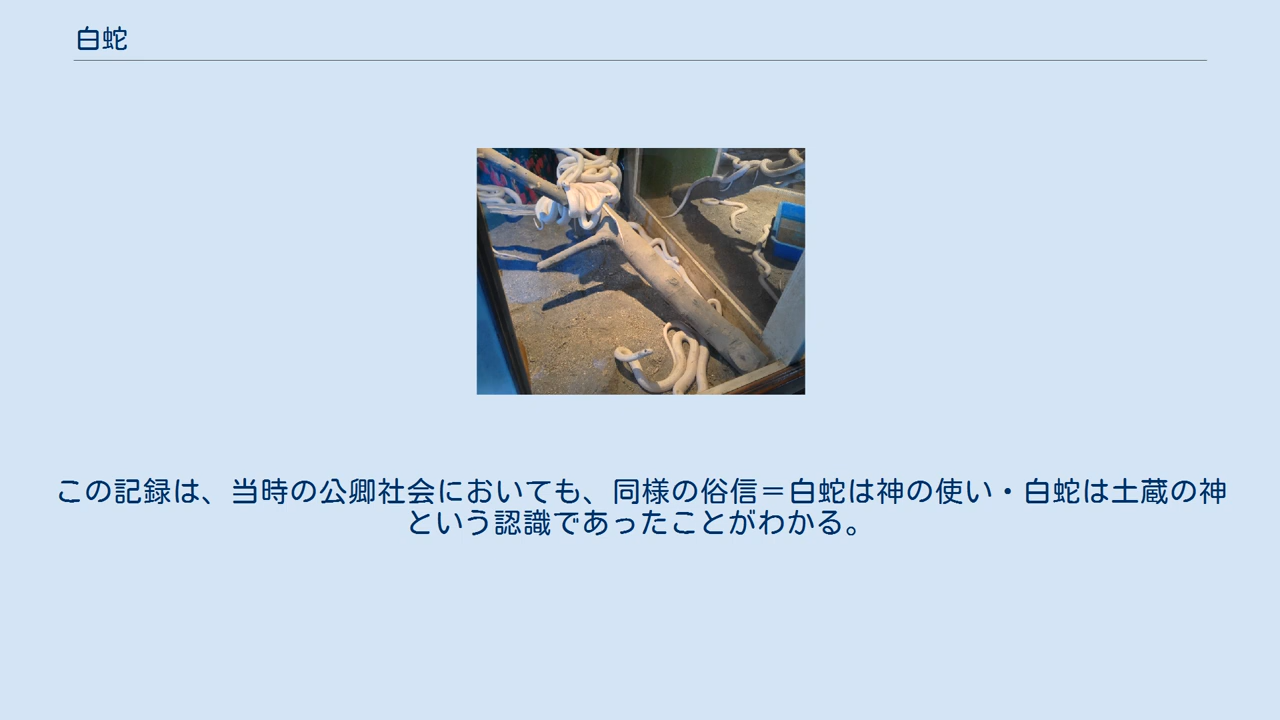 白蛇
この記録は、当時の公卿社会においても、同様の俗信＝白蛇は神の使い・白蛇は土蔵の神
という認識であったことがわかる。